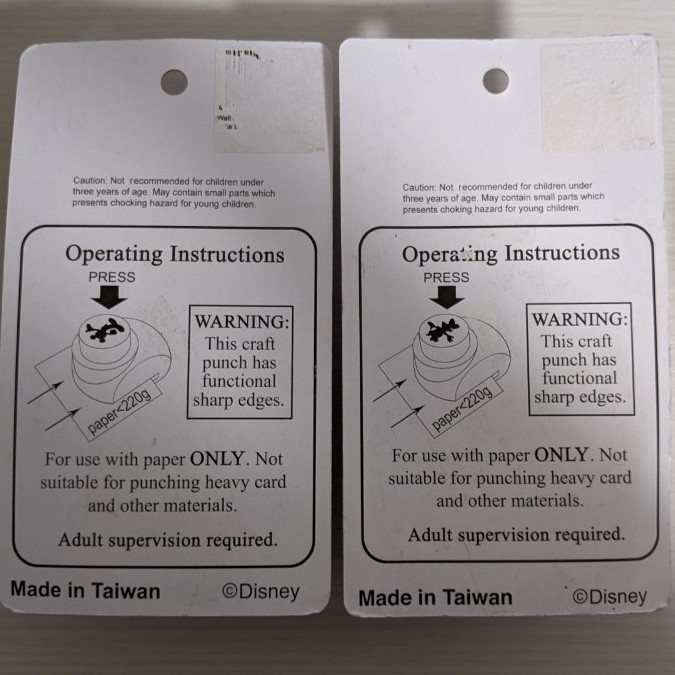 Caution: Not recommended for children under
three years of age. May contain small parts which
presents chocking hazard for young children.
Operating Instructions
PRESS
WARNING:
This craft
punch has
functional
sharp edges.
paper<220g
For use with paper ONLY. Not
suitable for punching heavy card
and other materials.
Adult supervision required.
Made in Taiwan ©Disney
Caution: Not recommended for children under
three years of age. May contain small parts which
presents choking hazard for young children.
Operating Instructions
PRESS
WARNING:
This craft
punch has
functional
sharp edges.
paper<220g
For use with paper ONLY. Not
suitable for punching heavy card
and other materials.
Adult supervision required.
Made in Taiwan ©Disney